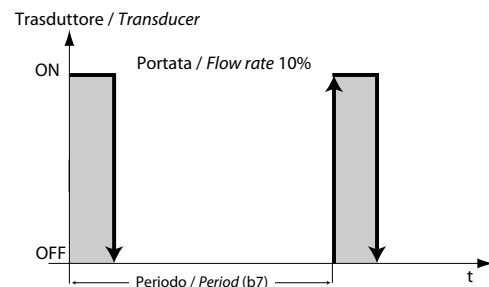 Trasduttore / Transducer
ON
Portata / Flow rate 10%
OFF
t
Periodo / Period (b7)